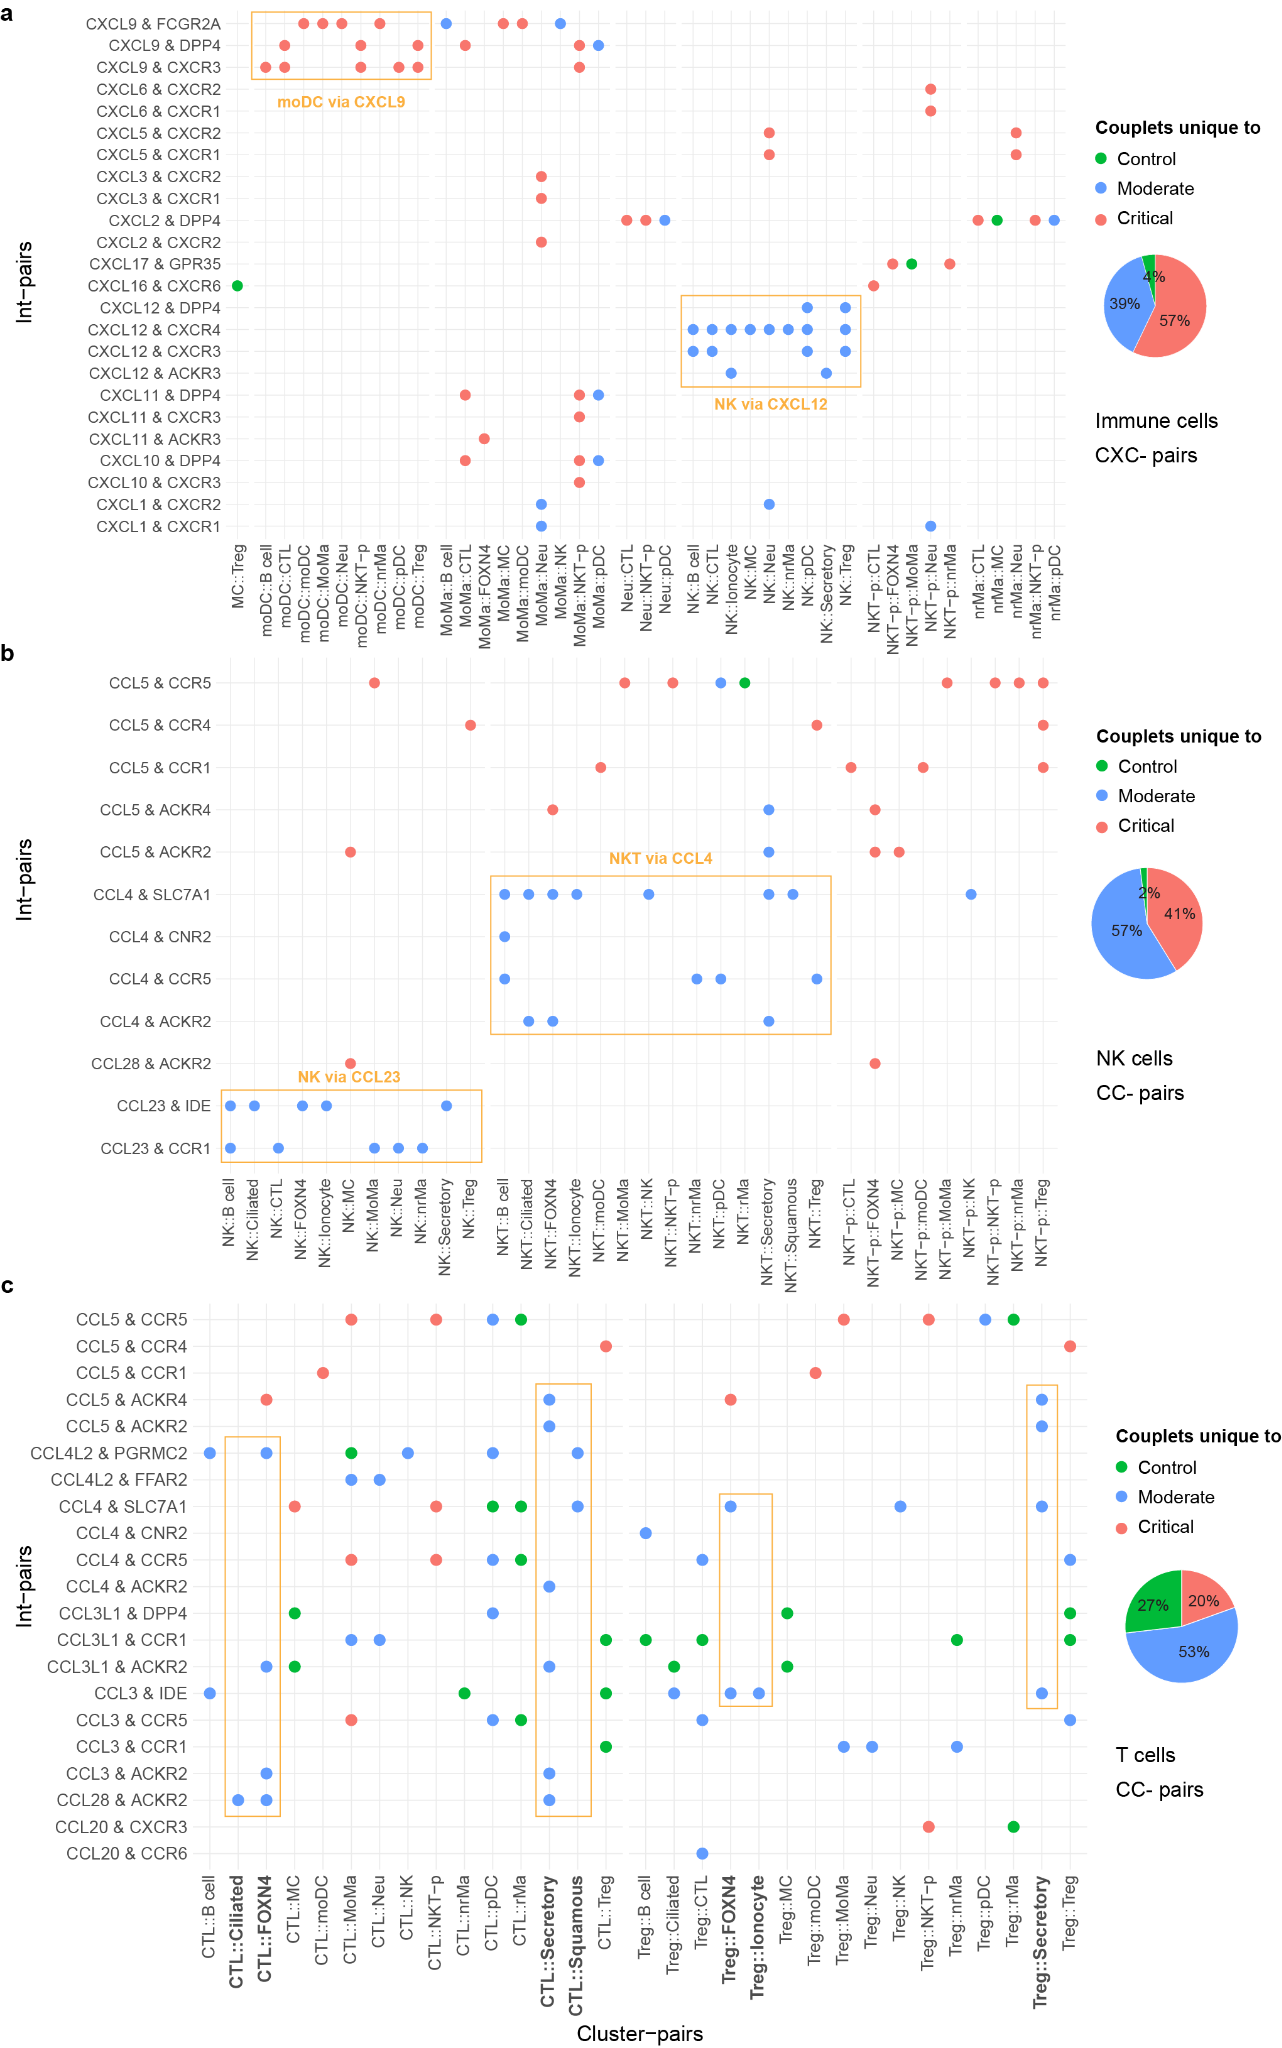 a
CXCL9 & FCGR2A
CXCL9 & DPP4
CXCL9 & CXCR3
CXCL6 & CXCR2
CXCL6 & CXCR1
CXCL5 & CXCR2
CXCL5 & CXCR1
CXCL3 & CXCR2
CXCL3 & CXCR1
CXCL2 & DPP4
CXCL2 & CXCR2
CXCL17 & GPR35
CXCL16 & CXCR6
CXCL12 & DPP4
CXCL12 & CXCR4
CXCL12 & CXCR3
CXCL12 & ACKR3
CXCL11 & DPP4
CXCL11 & CXCR3
CXCL11 & ACKR3
CXCL10 & DPP4
CXCL10 & CXCR3
CXCL1 & CXCR2
CXCL1 & CXCR1
Int−pairs
moDC via CXCL9
NK via CXCL12
MC::Treg
moDC::B cell
moDC::CTL
moDC::moDC
moDC::MoMa
moDC::Neu
moDC::NKT−p
moDC::nrMa
moDC::pDC
moDC::Treg
MoMa::B cell
MoMa::CTL
MoMa::FOXN4
MoMa::MC
MoMa::moDC
MoMa::Neu
MoMa::NK
MoMa::NKT−p
MoMa::pDC
Neu::CTL
Neu::NKT−p
Neu::pDC
NK::B cell
NK::CTL
NK::Ionocyte
NK::MC
NK::Neu
NK::nrMa
NK::pDC
NK::Secretory
NK::Treg
NKT−p::CTL
NKT−p::FOXN4
NKT−p::MoMa
NKT−p::Neu
NKT−p::nrMa
nrMa::CTL
nrMa::MC
nrMa::Neu
nrMa::NKT−p
nrMa::pDC
Couplets unique to
Control
Moderate
Critical
4%
39%
57%
Immune cells
CXC- pairs
b
CCL5 & CCR5
CCL5 & CCR4
CCL5 & CCR1
CCL5 & ACKR4
CCL5 & ACKR2
CCL4 & SLC7A1
CCL4 & CNR2
CCL4 & CCR5
CCL4 & ACKR2
CCL28 & ACKR2
CCL23 & IDE
CCL23 & CCR1
Int−pairs
NKT via CCL4
NK via CCL23
NK::B cell
NK::Ciliated
NK::CTL
NK::FOXN4
NK::Ionocyte
NK::MC
NK::MoMa
NK::Neu
NK::nrMa
NK::Secretory
NK::Treg
NKT::B cell
NKT::Ciliated
NKT::FOXN4
NKT::Ionocyte
NKT::moDC
NKT::MoMa
NKT::NK
NKT::NKT−p
NKT::nrMa
NKT::pDC
NKT::rMa
NKT::Secretory
NKT::Squamous
NKT::Treg
NKT−p::CTL
NKT−p::FOXN4
NKT−p::MC
NKT−p::moDC
NKT−p::MoMa
NKT−p::NK
NKT−p::NKT−p
NKT−p::nrMa
NKT−p::Treg
Couplets unique to
Control
Moderate
Critical
2%
41%
57%
NK cells
CC- pairs
c
CCL5 & CCR5
CCL5 & CCR4
CCL5 & CCR1
CCL5 & ACKR4
CCL5 & ACKR2
CCL4L2 & PGRMC2
CCL4L2 & FFAR2
CCL4 & SLC7A1
CCL4 & CNR2
CCL4 & CCR5
CCL4 & ACKR2
CCL3L1 & DPP4
CCL3L1 & CCR1
CCL3L1 & ACKR2
CCL3 & IDE
CCL3 & CCR5
CCL3 & CCR1
CCL3 & ACKR2
CCL28 & ACKR2
CCL20 & CXCR3
CCL20 & CCR6
Int−pairs
CTL::B cell
CTL::Ciliated
CTL::FOXN4
CTL::MC
CTL::moDC
CTL::MoMa
CTL::Neu
CTL::NK
CTL::NKT−p
CTL::nrMa
CTL::pDC
CTL::rMa
CTL::Secretory
CTL::Squamous
CTL::Treg
Treg::B cell
Treg::Ciliated
Treg::CTL
Treg::FOXN4
Treg::Ionocyte
Treg::MC
Treg::moDC
Treg::MoMa
Treg::Neu
Treg::NK
Treg::NKT−p
Treg::nrMa
Treg::pDC
Treg::rMa
Treg::Secretory
Treg::Treg
Cluster−pairs
Couplets unique to
Control
Moderate
Critical
27%
20%
53%
T cells
CC- pairs